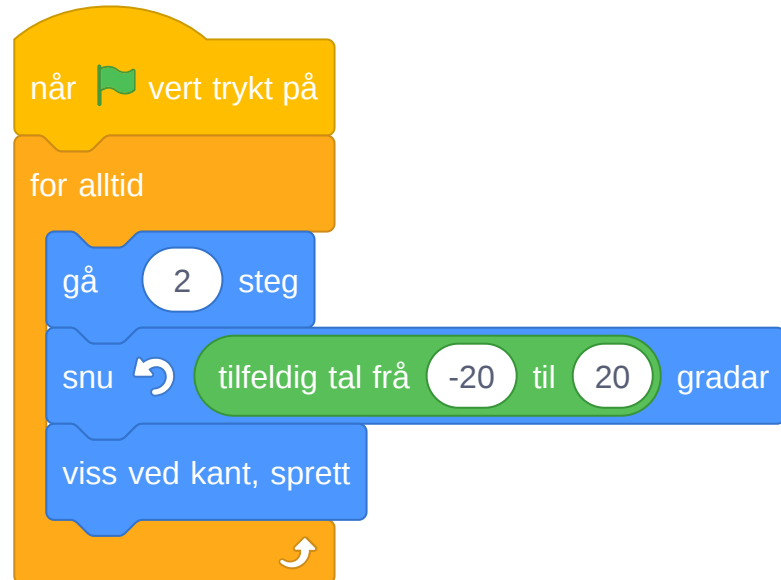 når vert trykt på
for alltid
gå 2 steg
snu tilfeldig tal frå -20 til 20 gradar
viss ved kant, sprett